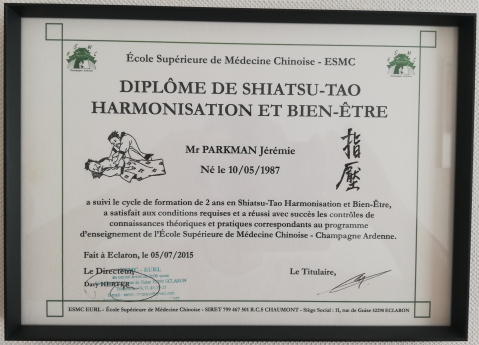 École Supérieure de Médecine Chinoise - ESMC
DIPLÔME DE SHIATSU-TAO
HARMONISATION ET BIEN-ÊTRE
Mr PARKMAN Jérémie
Né le 10/05/1987
指壓
a suivi le cycle de formation de 2 ans en Shiatsu-Tao Harmonisation et Bien-Être,
a satisfait aux conditions requises et a réussi avec succès les contrôles de
connaissances théoriques et pratiques correspondants au programme
d'enseignement de l'École Supérieure de Médecine Chinoise - Champagne Ardenne.
Fait à Eclaron, le 05/07/2015
Le Directeur,
Le Titulaire,
Dary HERTER
EURL
ESMC EURL - École Supérieure de Médecine Chinoise - SIRET 799 467 501 R.C.S CHAUMONT - Siège Social : 11, rue de Guise 52290 ECLARON